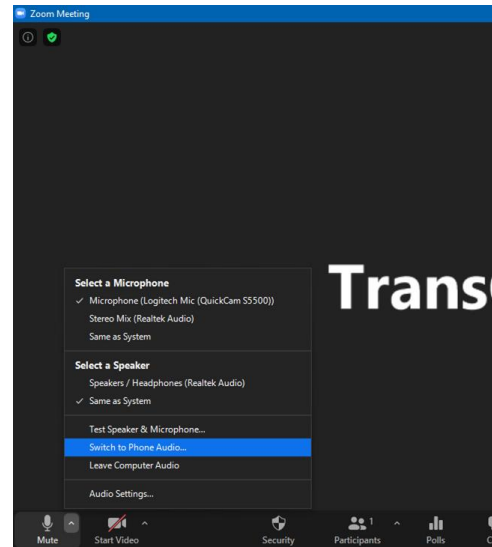 Zoom Meeting
Trans
Select a Microphone
Microphone (Logitech Mic (QuickCam S5500))
Stereo Mix (Realtek Audio)
Same as System
Select a Speaker
Speakers / Headphones (Realtek Audio)
Same as System
Test Speaker & Microphone...
Switch to Phone Audio...
Leave Computer Audio
Audio Settings...
Mute Start Video Security Participants 1 Polls